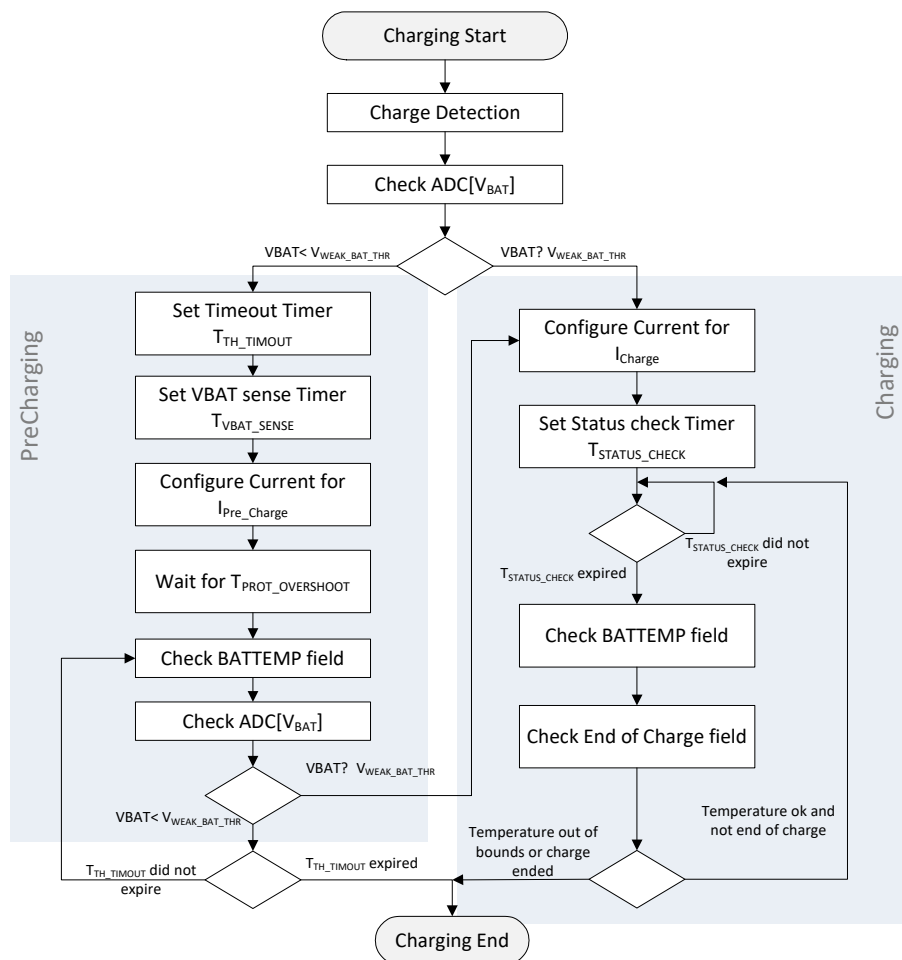 Charging Start
Charge Detection
Check ADC[VBAT]
VBAT< VWEAK_BAT_THR
VBAT? VWEAK_BAT_THR
PreCharging
Set Timeout Timer
TTH_TIMOUT
Set VBAT sense Timer
TVBAT_SENSE
Configure Current for
IPre_Charge
Wait for TPROT_OVERSHOOT
Check BATTEMP field
Check ADC[VBAT]
VBAT? VWEAK_BAT_THR
VBAT< VWEAK_BAT_THR
TTH_TIMOUT did not
expire
TTH_TIMOUT expired
Charging
Configure Current for
ICharge
Set Status check Timer
TSTATUS_CHECK
TSTATUS_CHECK did not
expire
TSTATUS_CHECK expired
Check BATTEMP field
Check End of Charge field
Temperature ok and
not end of charge
Temperature out of
bounds or charge
ended
Charging End